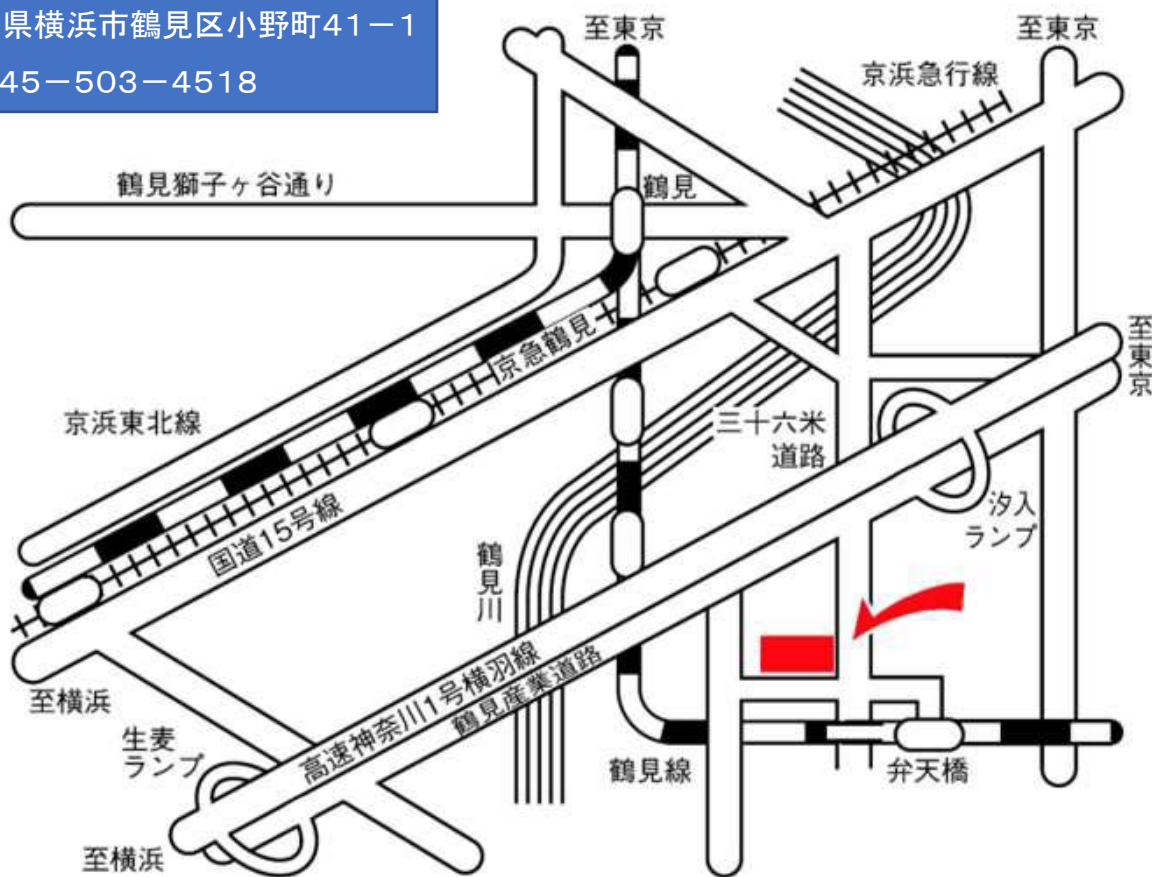 県横浜市鶴見区小野町41－1
45－503－4518
至東京
至東京
京浜急行線
鶴見獅子ヶ谷通り
鶴見
至東京
京急鶴見
京浜東北線
三十六米
道路
国道15号線
汐入
ランプ
鶴見川
高速神奈川1号横羽線
鶴見産業道路
至横浜
生麦
ランプ
鶴見線
弁天橋
至横浜